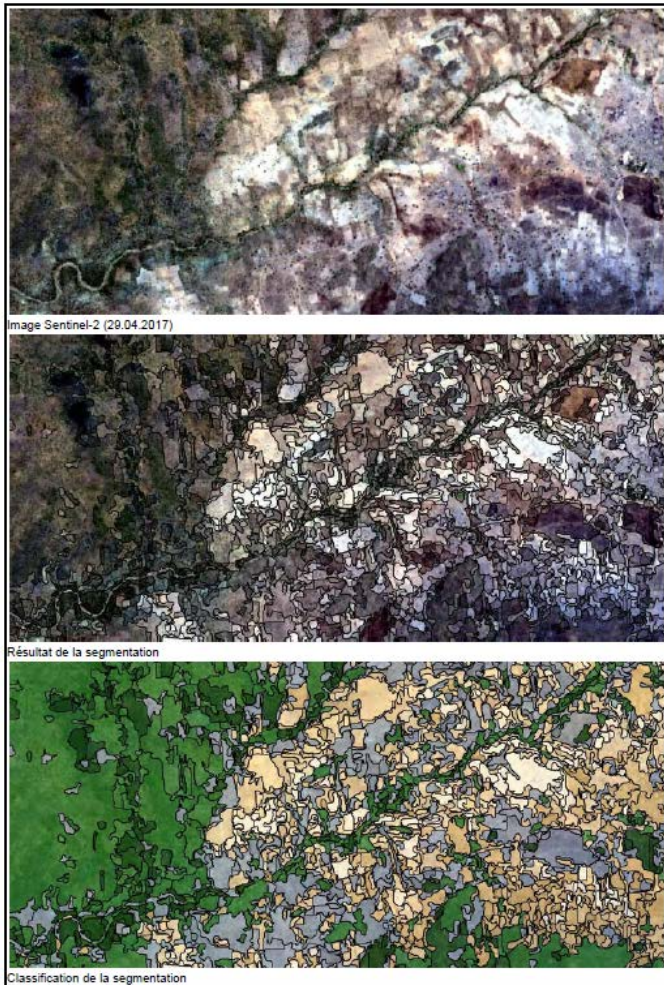 Image Sentinel-2 (29.04.2017)
Résultat de la segmentation
Classification de la segmentation